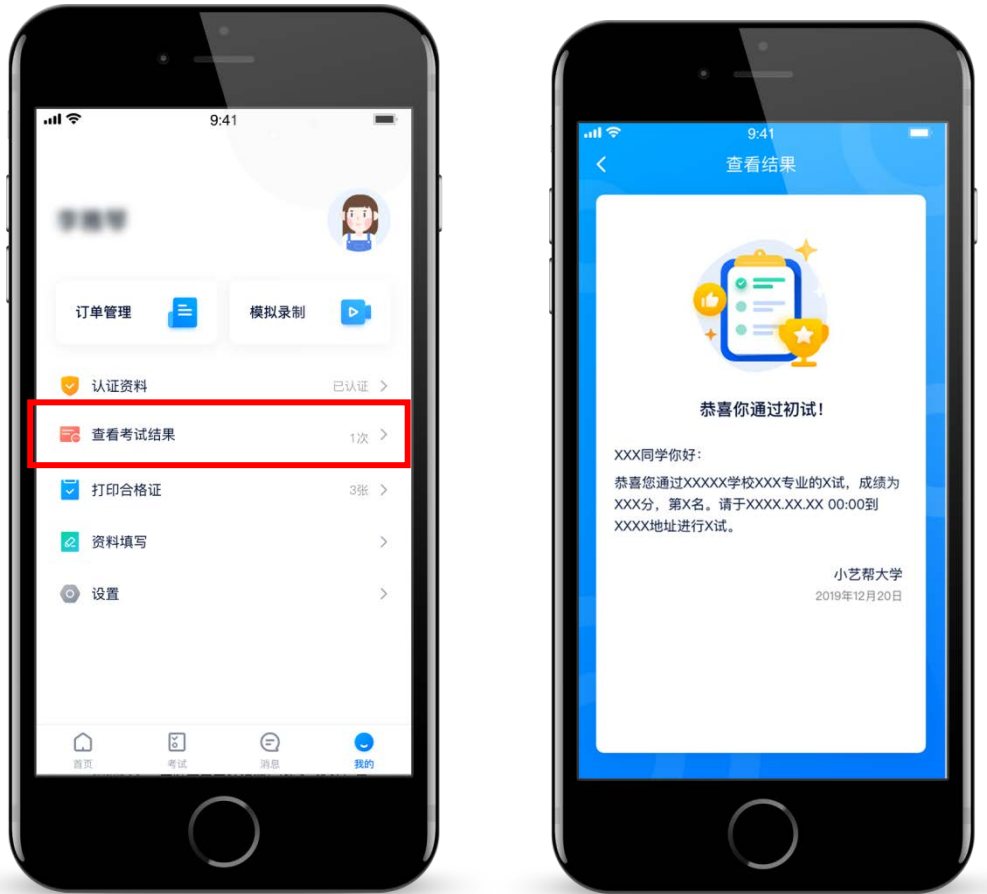 9:41
订单管理
模拟录制
认证资料
已认证
查看考试结果
1次
打印合格证
3张
资料填写
设置
首页
考试
消息
我的
9:41
查看结果
恭喜你通过初试！
XXX同学你好：
恭喜您通过XXXXX学校XXX专业的X试，成绩为
XXX分，第X名。请于XXXX.XX.XX 00:00到
XXXX地址进行X试。
小艺帮大学
2019年12月20日